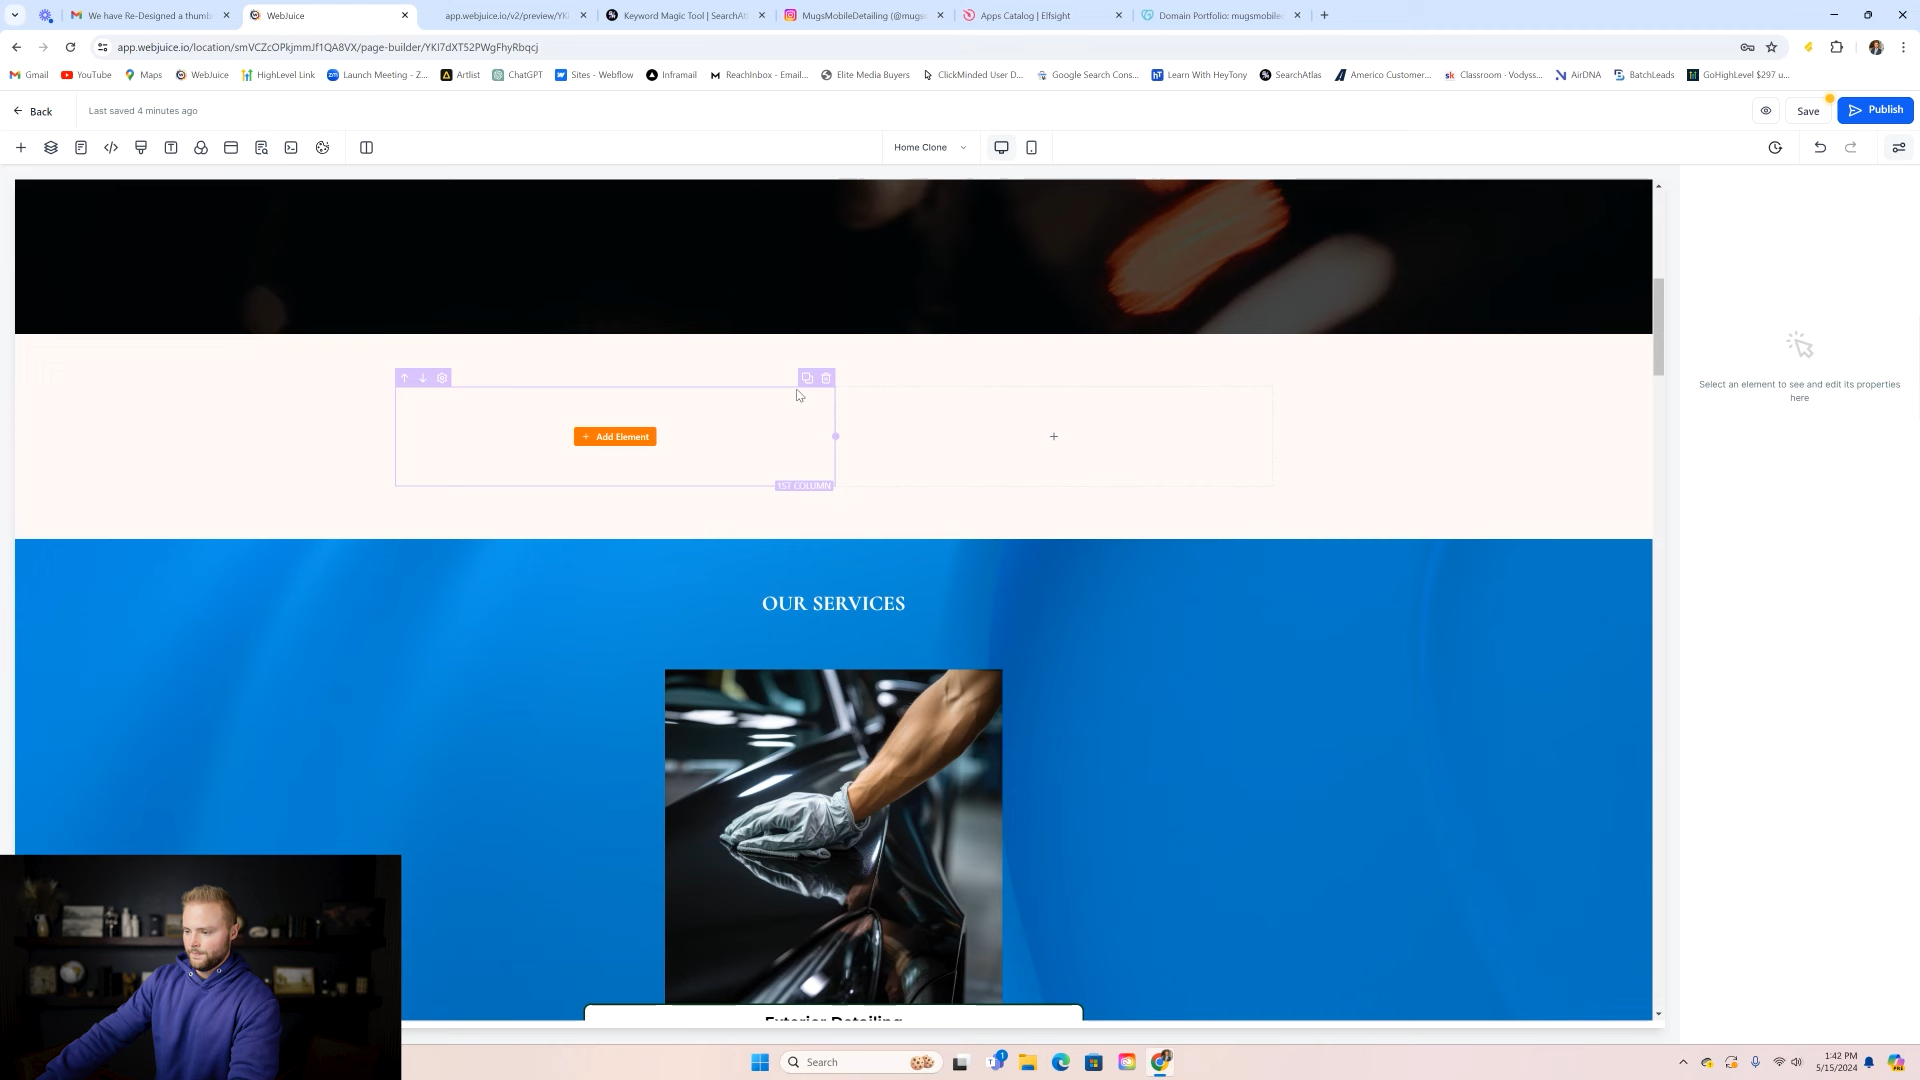 We have Re-Designed a thumb
WebJuice
app.webjuice.io/v2/preview/YKl
Keyword Magic Tool | SearchAtl
MugsMobileDetailing (@mugs
Apps Catalog | Elfsight
Domain Portfolio: mugsmobile
app.webjuice.io/location/smVCZcOPkjmmJf1QA8VX/page-builder/YKl7dXT52PWgFhyRbqcj
Gmail
YouTube
Maps
WebJuice
HighLevel Link
Launch Meeting - Z...
Artlist
ChatGPT
Sites - Webflow
Inframail
ReachInbox - Email...
Elite Media Buyers
ClickMinded User D...
Google Search Cons...
Learn With HeyTony
SearchAtlas
Americo Customer...
Classroom - Vodyss...
AirDNA
BatchLeads
GoHighLevel $297 u...
Back
Last saved 4 minutes ago
Save
Publish
Home Clone
Select an element to see and edit its properties
here
+ Add Element
1ST COLUMN
OUR SERVICES
Exterior Detailing
Search
1:42 PM
5/15/2024